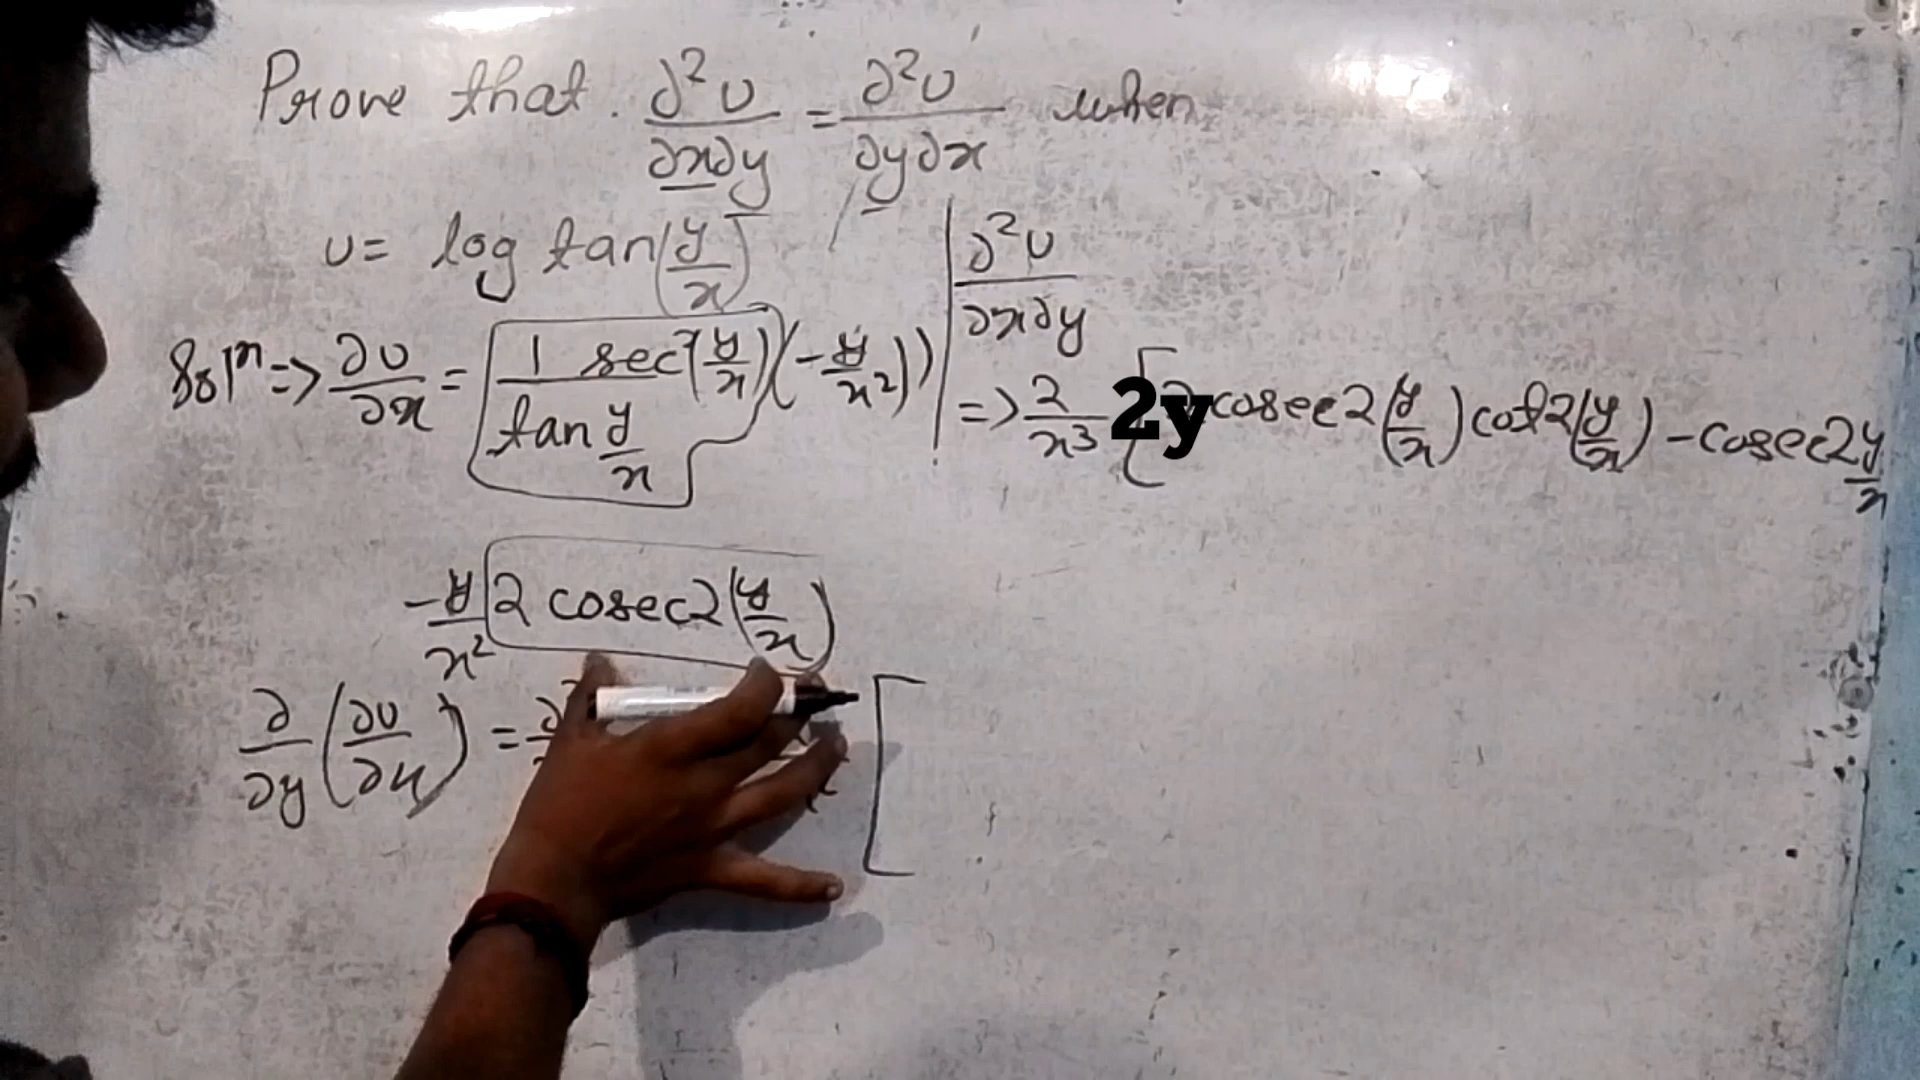 Prove that. ∂²u/∂x∂y = ∂²u/∂y∂x when
u = log tan(y/x)
Solⁿ => ∂u/∂x = 1/(tan y/x) sec²(y/x) (-y/x²))
-y/x² 2 cosec2(y/x)
∂/∂y (∂u/∂x) = [
∂²u/∂x∂y
=> 2/x³ [2y cosec2(y/x) cot2(y/x) - cosec2y/x